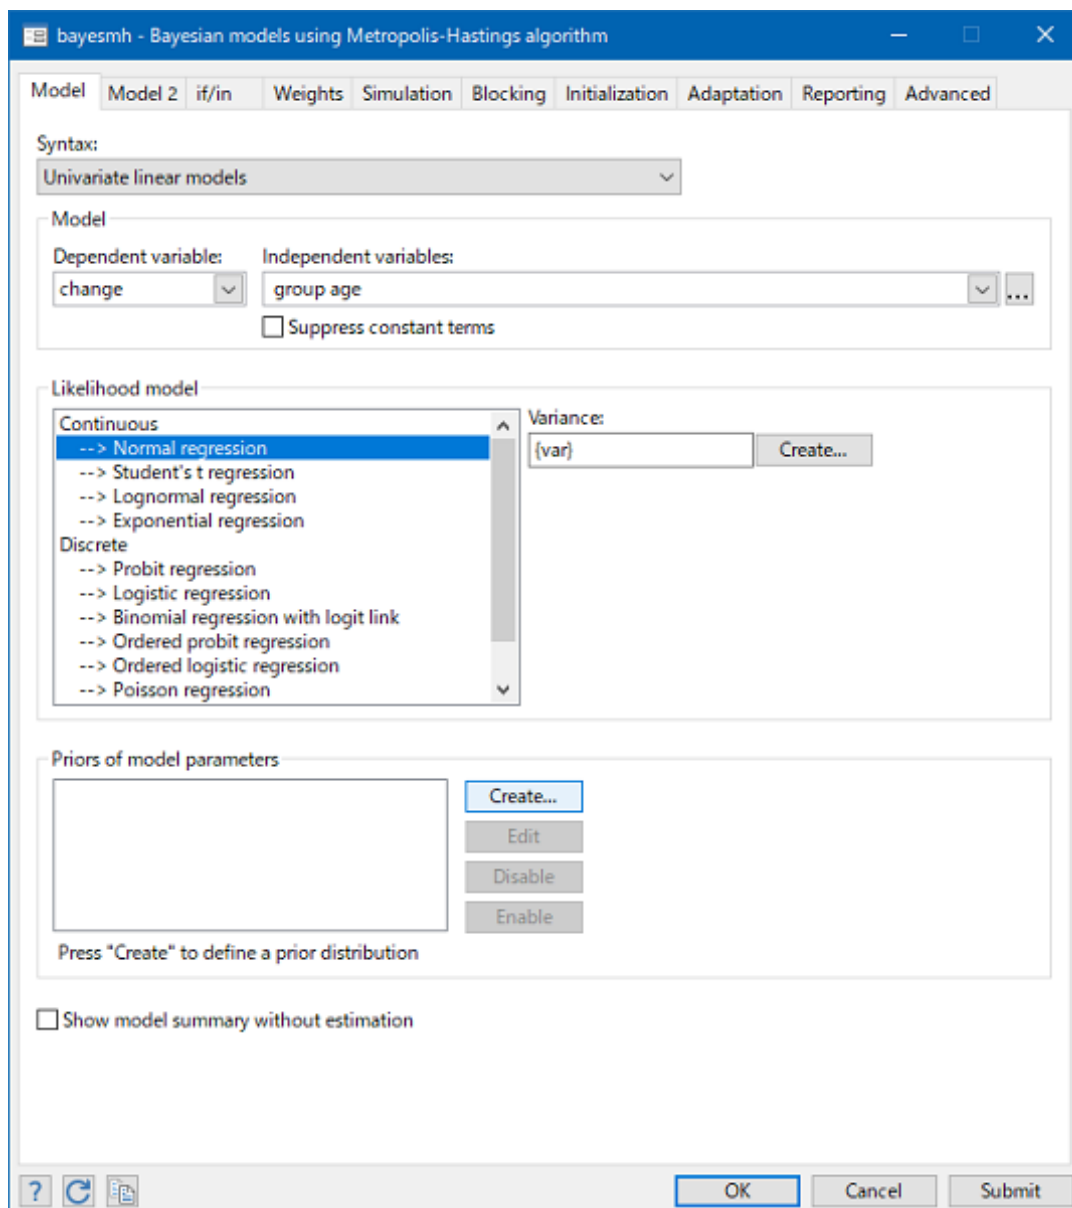 bayesmh - Bayesian models using Metropolis-Hastings algorithm
Model Model 2 if/in Weights Simulation Blocking Initialization Adaptation Reporting Advanced
Syntax:
Univariate linear models
Model
Dependent variable: Independent variables:
change group age ...
Suppress constant terms
Likelihood model
Continuous
--> Normal regression
--> Student's t regression
--> Lognormal regression
--> Exponential regression
Discrete
--> Probit regression
--> Logistic regression
--> Binomial regression with logit link
--> Ordered probit regression
--> Ordered logistic regression
--> Poisson regression
Variance:
{var} Create...
Priors of model parameters
Create...
Edit
Disable
Enable
Press "Create" to define a prior distribution
Show model summary without estimation
? OK Cancel Submit